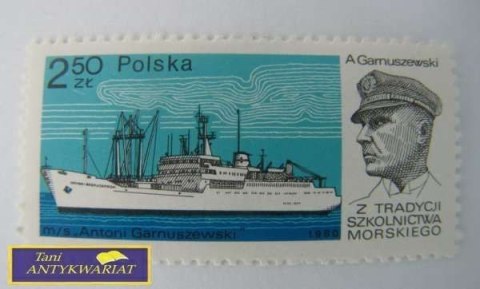 2.50 zł Polska
A Garnuszewski
m/s „Antoni Garnuszewski"
1980
Z TRADYCJI
SZKOLNICTWA
MORSKIEGO
Tani
ANTYKWARIAT